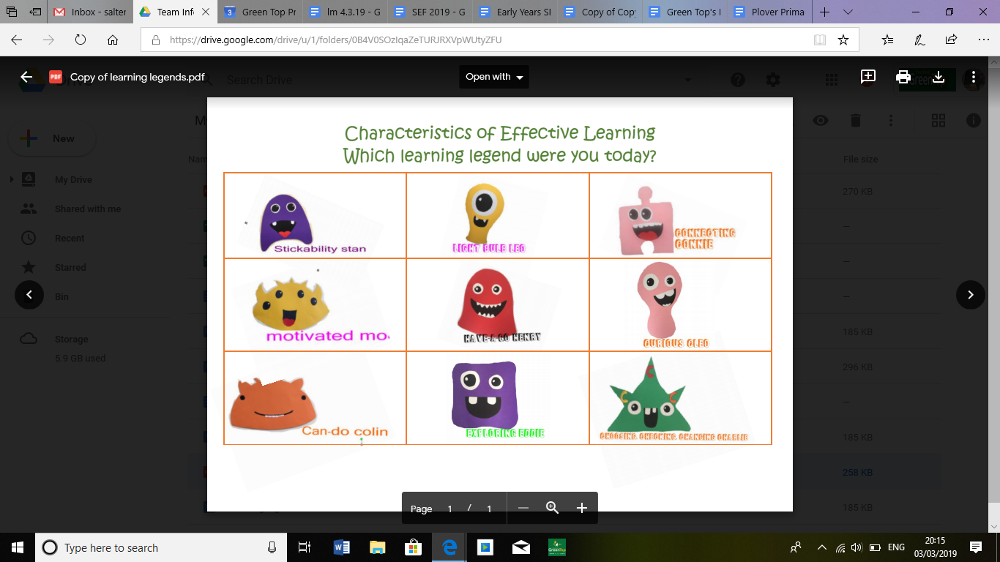 Inbox - salter
Team Info
Green Top Pr
lm 4.3.19 - G
SEF 2019 - G
Early Years SI
Copy of Copy
Green Top's I
Plover Prima
https://drive.google.com/drive/u/1/folders/0B4V0SOzIqaZeTURJRXVpWUtyZFU
PDF
Copy of learning legends.pdf
Search Drive
Open with
New
My Drive
Shared with me
Recent
Starred
Bin
Storage
5.9 GB used
File size
270 KB
–
–
–
185 KB
296 KB
–
185 KB
258 KB
185 KB
Characteristics of Effective Learning
Which learning legend were you today?
Stickability stan
LIGHT BULB LEO
CONNECTING
CONNIE
motivated mo
HAVE-A-GO HENRY
CURIOUS CLEO
Can-do colin
EXPLORING EDDIE
CHOOSING, CHECKING, CHANGING CHARLIE
Page 1 / 1
Type here to search
ENG
20:15
03/03/2019